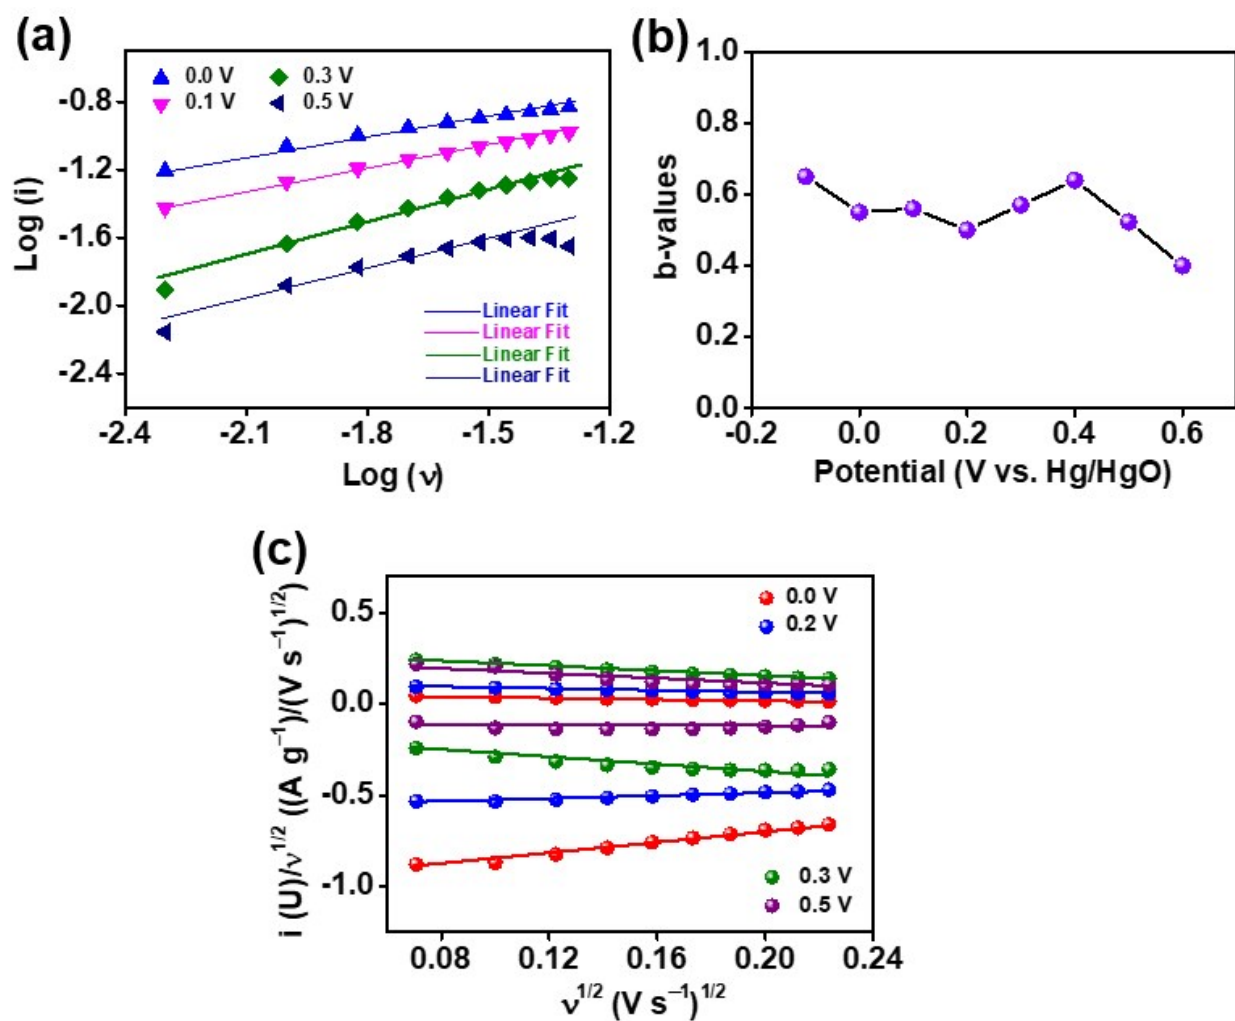 (a)
0.0 V
0.3 V
0.1 V
0.5 V
-0.8
-1.2
-1.6
-2.0
-2.4
Log (i)
Linear Fit
Linear Fit
Linear Fit
Linear Fit
-2.4 -2.1 -1.8 -1.5 -1.2
Log (ν)
(b)
1.0
0.8
0.6
0.4
0.2
0.0
b-values
-0.2 0.0 0.2 0.4 0.6
Potential (V vs. Hg/HgO)
(c)
0.0 V
0.2 V
0.5
0.0
-0.5
-1.0
i (U)/ν^1/2 ((A g⁻¹)/(V s⁻¹)^1/2)
0.3 V
0.5 V
0.08 0.12 0.16 0.20 0.24
ν^1/2 (V s⁻¹)^1/2